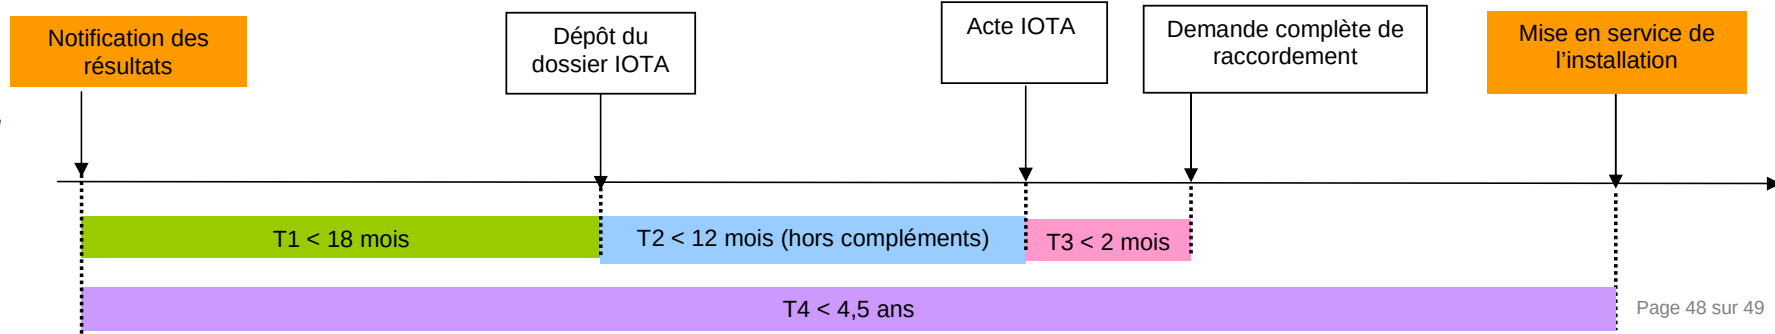 Notification des
résultats
Dépôt du
dossier IOTA
Acte IOTA
Demande complète de
raccordement
Mise en service de
l'installation
T1 < 18 mois
T2 < 12 mois (hors compléments)
T3 < 2 mois
T4 < 4,5 ans
Page 48 sur 49